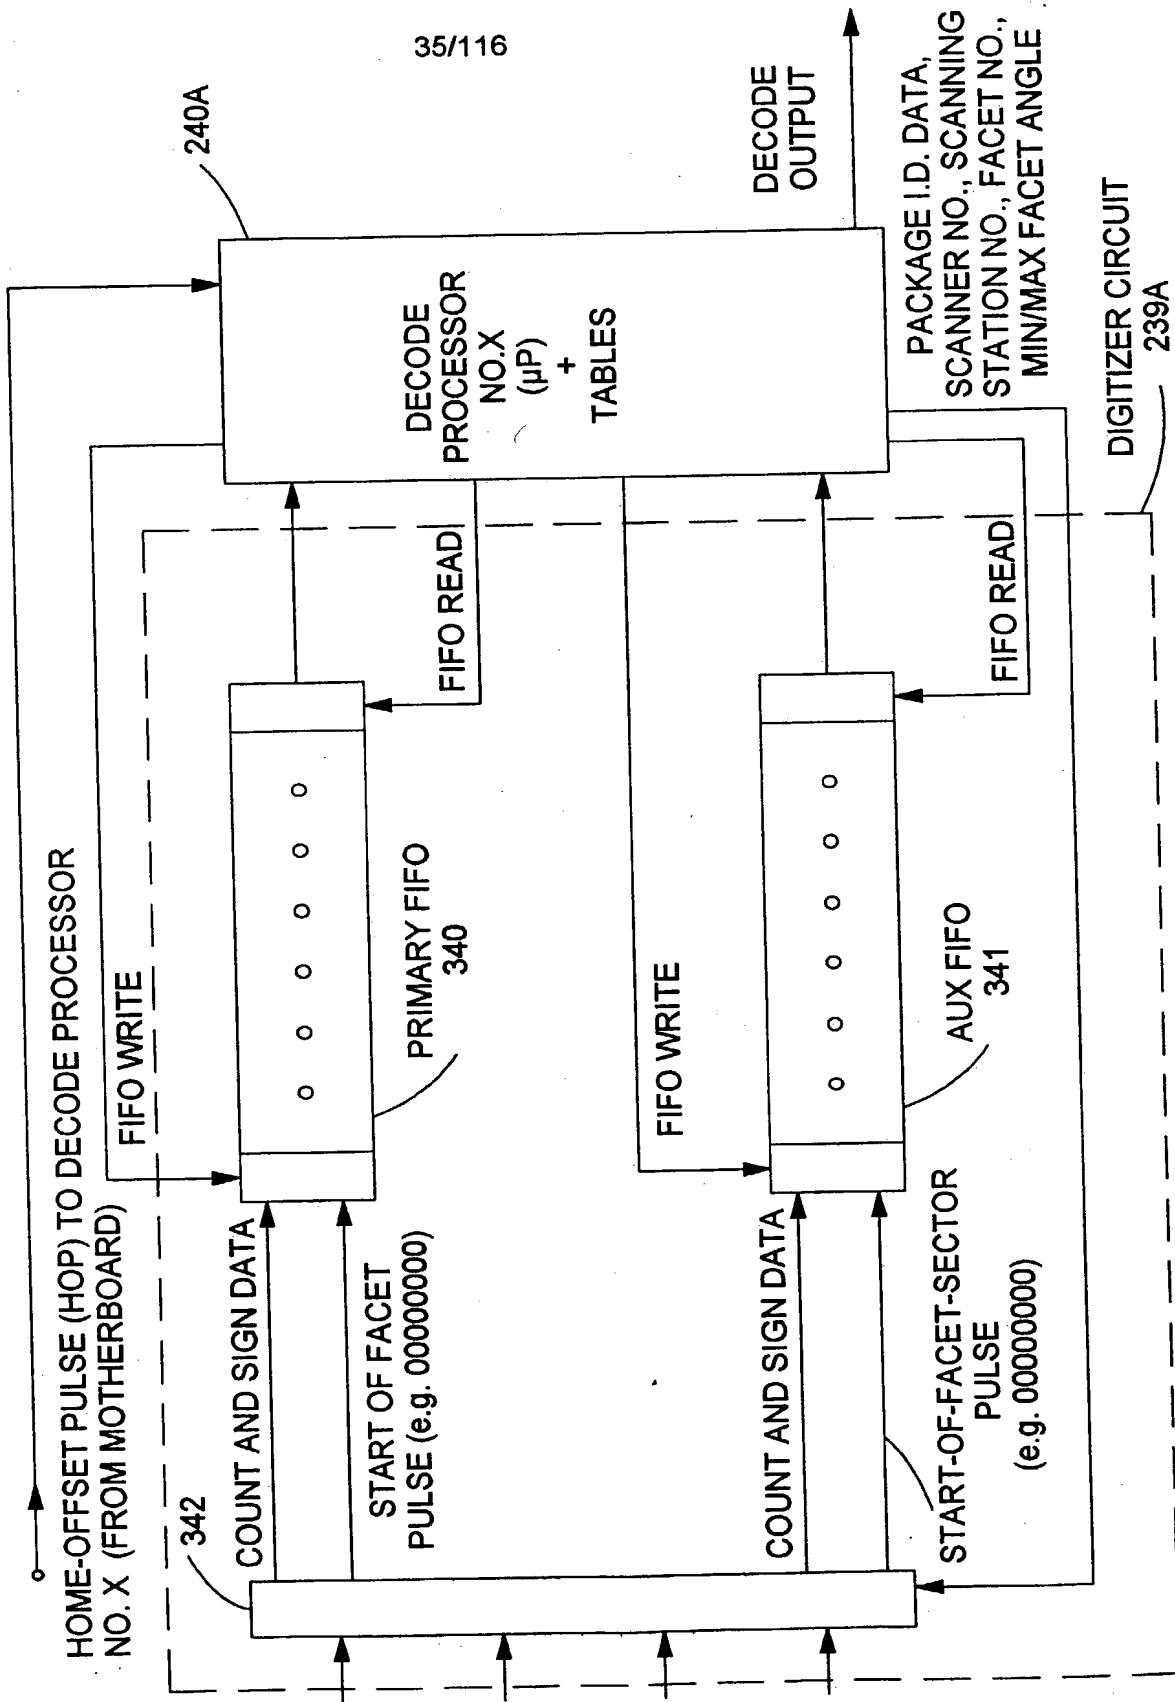 35/116
HOME-OFFSET PULSE (HOP) TO DECODE PROCESSOR
NO. X (FROM MOTHERBOARD)
240A
FIFO WRITE
342
COUNT AND SIGN DATA
START OF FACET
PULSE (e.g. 00000000)
PRIMARY FIFO
340
FIFO READ
DECODE
PROCESSOR
NO.X
(µP)
+
TABLES
DECODE
OUTPUT
PACKAGE I.D. DATA,
SCANNER NO., SCANNING
STATION NO., FACET NO.,
MIN/MAX FACET ANGLE
FIFO WRITE
COUNT AND SIGN DATA
START-OF-FACET-SECTOR
PULSE
(e.g. 00000000)
AUX FIFO
341
FIFO READ
DIGITIZER CIRCUIT
239A